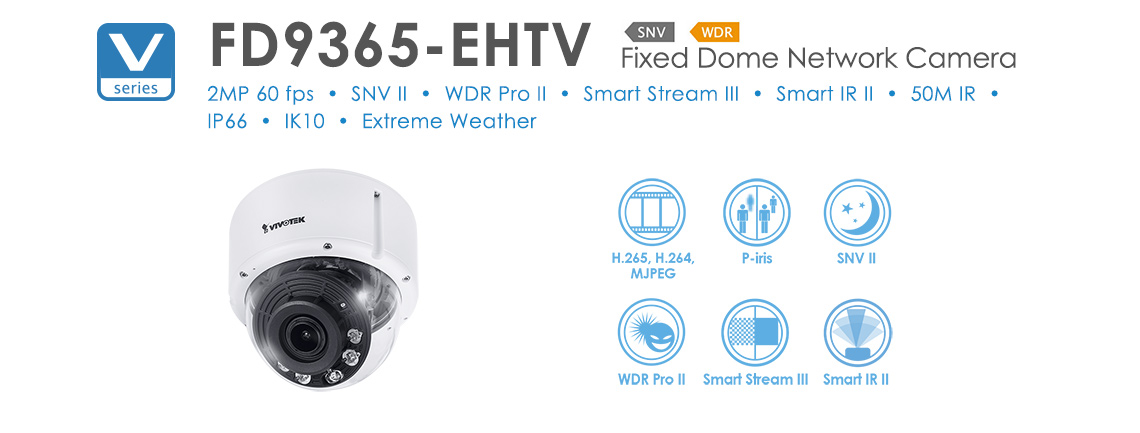 V
series
FD9365-EHTV
SNV
WDR
Fixed Dome Network Camera
2MP 60 fps • SNV II • WDR Pro II • Smart Stream III • Smart IR II • 50M IR •
IP66 • IK10 • Extreme Weather
VIVOTEK
H.265, H.264,
MJPEG
P-iris
SNV II
WDR Pro II
Smart Stream III
Smart IR II